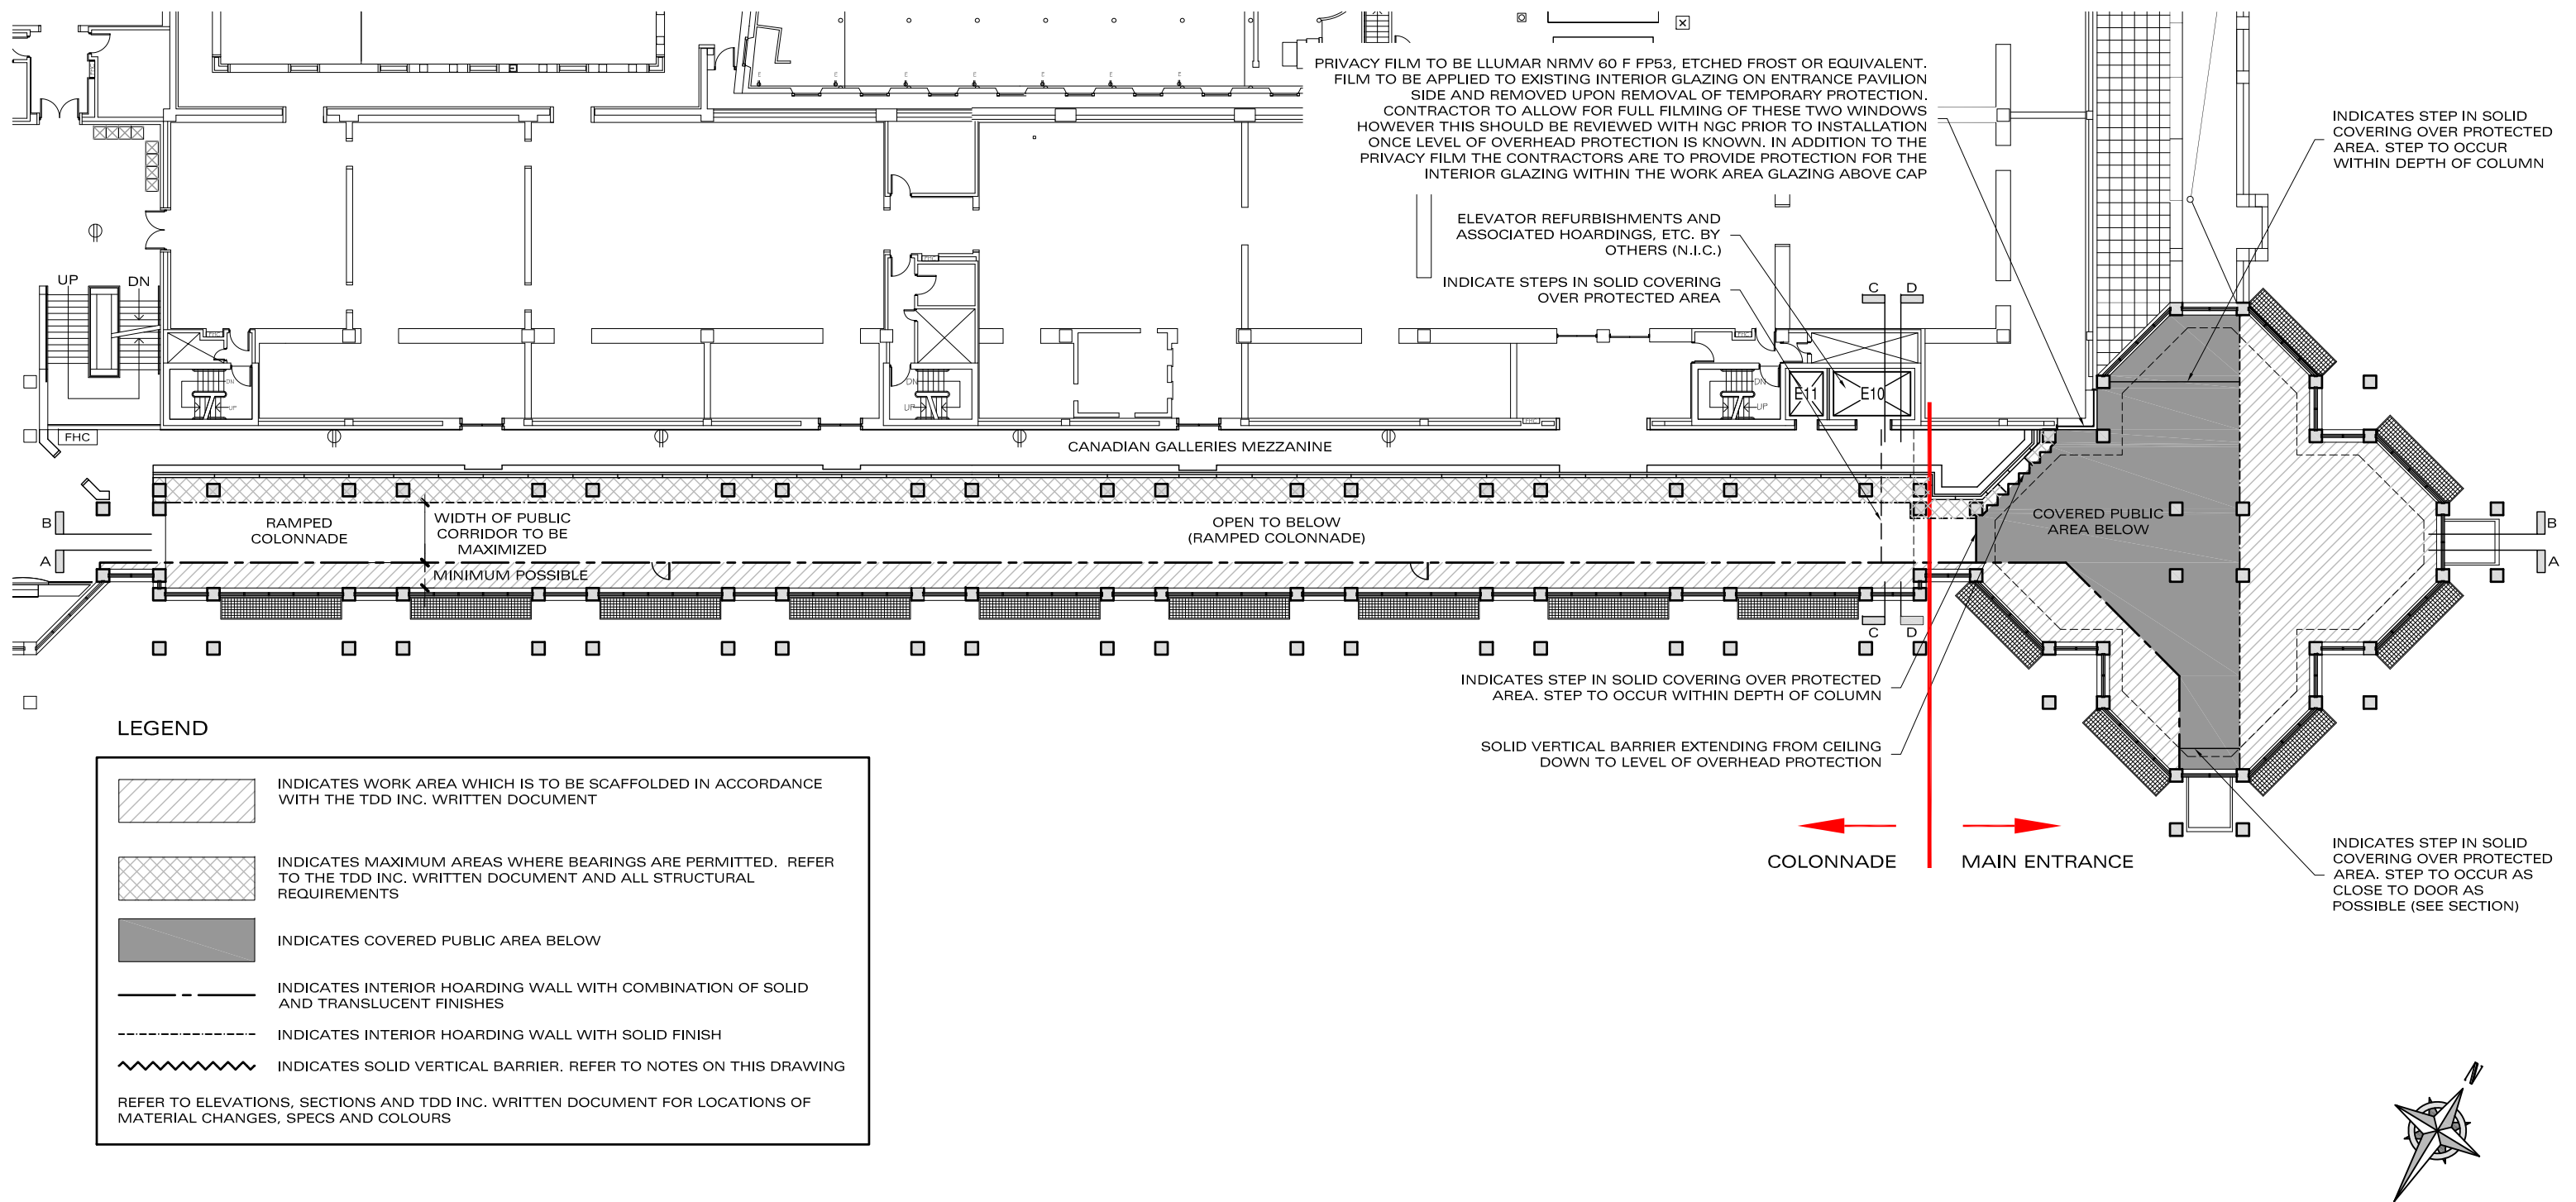 PRIVACY FILM TO BE LLUMAR NRMV 60 F FP53, ETCHED FROST OR EQUIVALENT.
FILM TO BE APPLIED TO EXISTING INTERIOR GLAZING ON ENTRANCE PAVILION
SIDE AND REMOVED UPON REMOVAL OF TEMPORARY PROTECTION.
CONTRACTOR TO ALLOW FOR FULL FILMING OF THESE TWO WINDOWS
HOWEVER THIS SHOULD BE REVIEWED WITH NGC PRIOR TO INSTALLATION
ONCE LEVEL OF OVERHEAD PROTECTION IS KNOWN. IN ADDITION TO THE
PRIVACY FILM THE CONTRACTORS ARE TO PROVIDE PROTECTION FOR THE
INTERIOR GLAZING WITHIN THE WORK AREA GLAZING ABOVE CAP
INDICATES STEP IN SOLID
COVERING OVER PROTECTED
AREA. STEP TO OCCUR
WITHIN DEPTH OF COLUMN
ELEVATOR REFURBISHMENTS AND
ASSOCIATED HOARDINGS, ETC. BY
OTHERS (N.I.C.)
INDICATE STEPS IN SOLID COVERING
OVER PROTECTED AREA
UP
DN
C
D
DN
UP
DN
UP
DN
UP
E11
E10
FHC
FHC
CANADIAN GALLERIES MEZZANINE
B
A
RAMPED
COLONNADE
WIDTH OF PUBLIC
CORRIDOR TO BE
MAXIMIZED
MINIMUM POSSIBLE
OPEN TO BELOW
(RAMPED COLONNADE)
COVERED PUBLIC
AREA BELOW
B
A
C
D
INDICATES STEP IN SOLID COVERING OVER PROTECTED
AREA. STEP TO OCCUR WITHIN DEPTH OF COLUMN
SOLID VERTICAL BARRIER EXTENDING FROM CEILING
DOWN TO LEVEL OF OVERHEAD PROTECTION
COLONNADE
MAIN ENTRANCE
INDICATES STEP IN SOLID
COVERING OVER PROTECTED
AREA. STEP TO OCCUR AS
CLOSE TO DOOR AS
POSSIBLE (SEE SECTION)
LEGEND
INDICATES WORK AREA WHICH IS TO BE SCAFFOLDED IN ACCORDANCE
WITH THE TDD INC. WRITTEN DOCUMENT
INDICATES MAXIMUM AREAS WHERE BEARINGS ARE PERMITTED. REFER
TO THE TDD INC. WRITTEN DOCUMENT AND ALL STRUCTURAL
REQUIREMENTS
INDICATES COVERED PUBLIC AREA BELOW
INDICATES INTERIOR HOARDING WALL WITH COMBINATION OF SOLID
AND TRANSLUCENT FINISHES
INDICATES INTERIOR HOARDING WALL WITH SOLID FINISH
INDICATES SOLID VERTICAL BARRIER. REFER TO NOTES ON THIS DRAWING
REFER TO ELEVATIONS, SECTIONS AND TDD INC. WRITTEN DOCUMENT FOR LOCATIONS OF
MATERIAL CHANGES, SPECS AND COLOURS
N